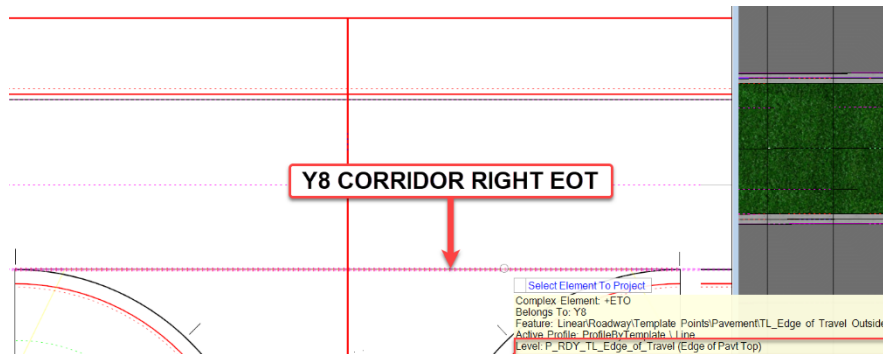 Y8 CORRIDOR RIGHT EOT
Select Element To Project
Complex Element: +ETO
Belongs To: Y8
Feature: Linear\Roadway\Template Points\Pavement\TL_Edge of Travel Outside
Active Profile: ProfileByTemplate \ Line
Level: P_RDY_TL_Edge_of_Travel (Edge of Pavt Top)